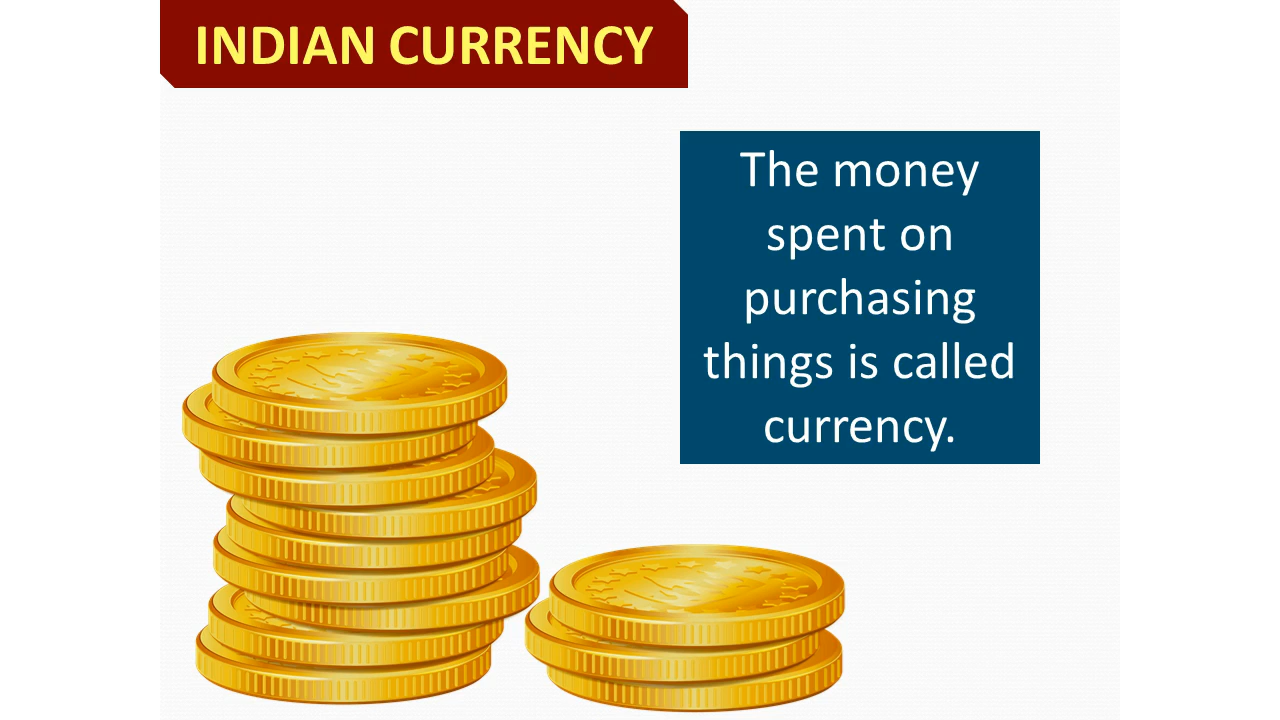 INDIAN CURRENCY
The money
spent on
purchasing
things is called
currency.